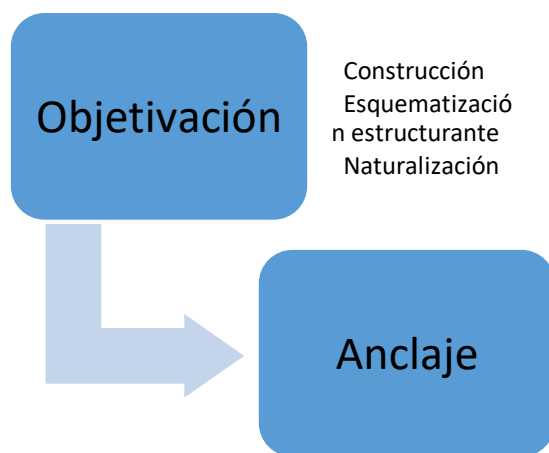 Objetivación
Construcción
Esquematizació
n estructurante
Naturalización
Anclaje